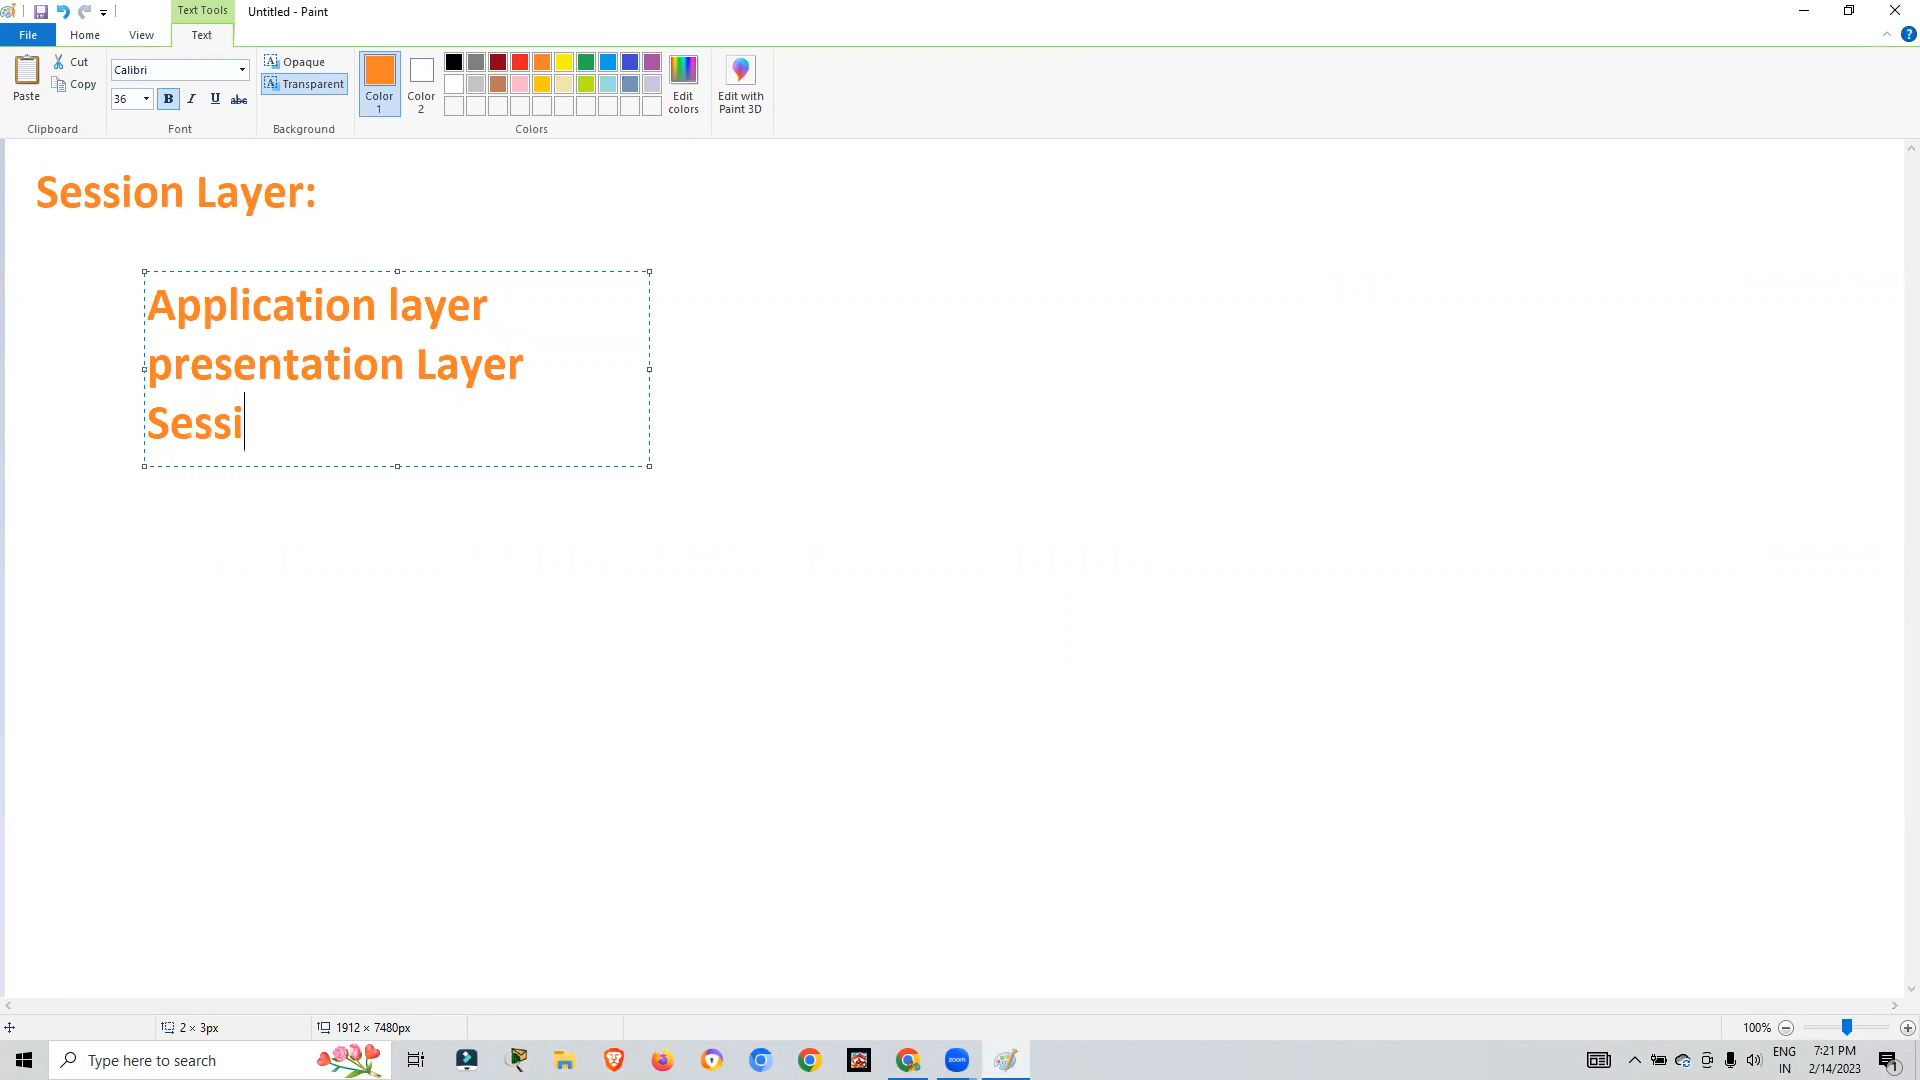 Text Tools
Untitled - Paint
File
Home
View
Text
Paste
Cut
Copy
Clipboard
Calibri
36
B
I
U
abc
Font
A
Opaque
A
Transparent
Background
Color
1
Color
2
Edit
colors
Colors
Edit with
Paint 3D
Session Layer:
Application layer
presentation Layer
Sessi
2 × 3px
1912 × 7480px
100%
Type here to search
zoom
ENG
IN
7:21 PM
2/14/2023
1